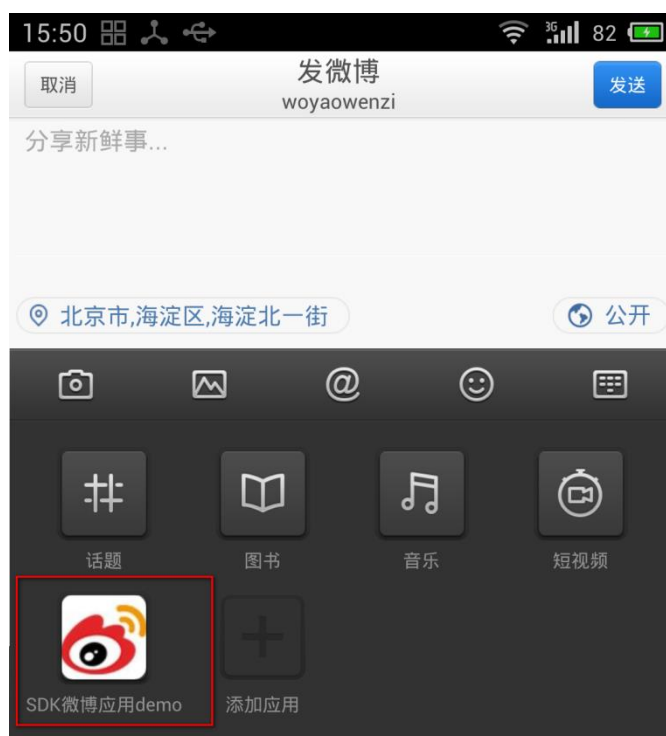 15:50 3G 82
取消 发微博 发送
woyaowenzi
分享新鲜事...
北京市,海淀区,海淀北一街 公开
@
话题 图书 音乐 短视频
SDK微博应用demo 添加应用